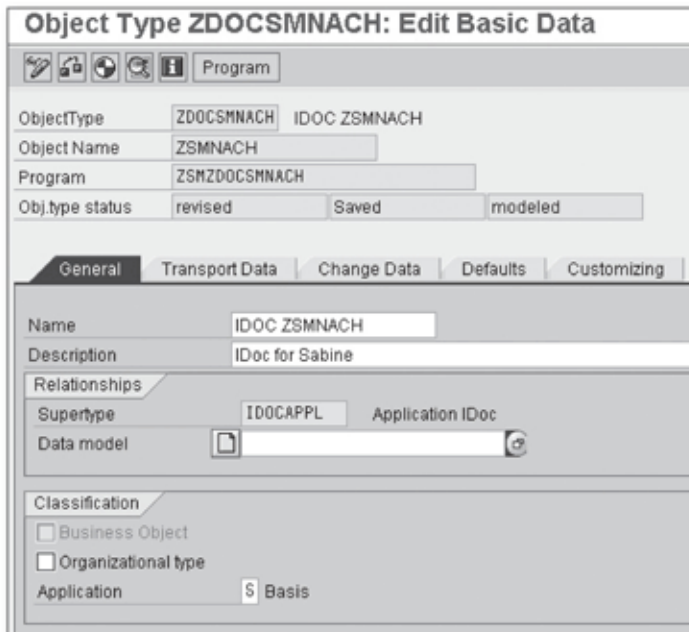 Object Type ZDOCSMNACH: Edit Basic Data
Program
ObjectType ZDOCSMNACH IDOC ZSMNACH
Object Name ZSMNACH
Program ZSMZDOCSMNACH
Obj.type status revised Saved modeled
General Transport Data Change Data Defaults Customizing
Name IDOC ZSMNACH
Description IDoc for Sabine
Relationships
Supertype IDOCAPPL Application IDoc
Data model
Classification
Business Object
Organizational type
Application S Basis